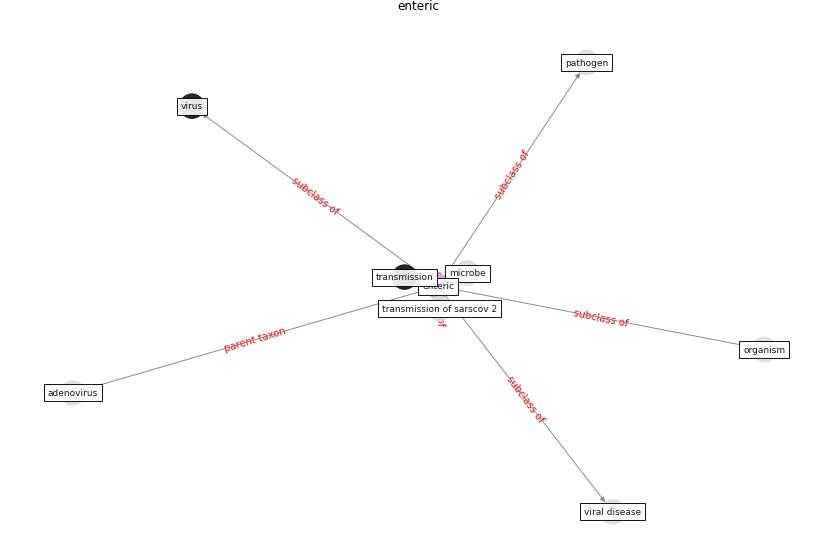 enteric
pathogen
virus
subclass of
subclass of
microbe
transmission
enteric
transmission of sarscov 2
of
subclass of
parent taxon
organism
subclass of
adenovirus
viral disease